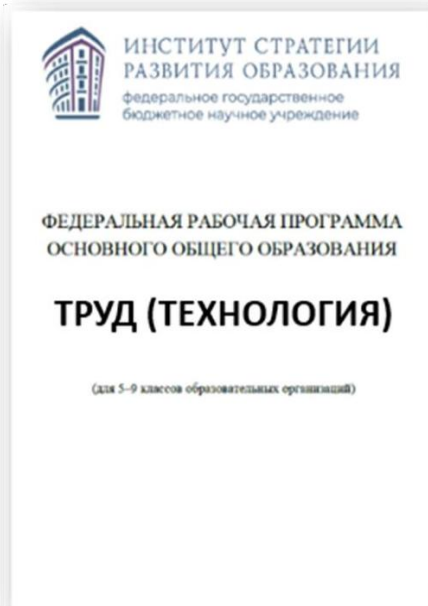 ИНСТИТУТ СТРАТЕГИИ
РАЗВИТИЯ ОБРАЗОВАНИЯ
федеральное государственное
бюджетное научное учреждение
ФЕДЕРАЛЬНАЯ РАБОЧАЯ ПРОГРАММА
ОСНОВНОГО ОБЩЕГО ОБРАЗОВАНИЯ
ТРУД (ТЕХНОЛОГИЯ)
(для 5–9 классов образовательных организаций)